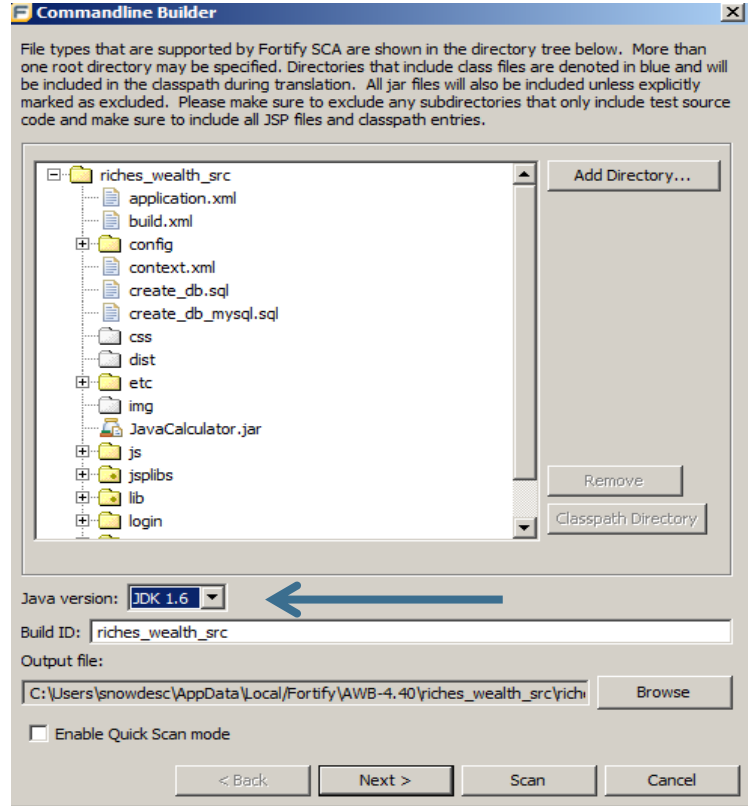 Commandline Builder
File types that are supported by Fortify SCA are shown in the directory tree below. More than
one root directory may be specified. Directories that include class files are denoted in blue and will
be included in the classpath during translation. All jar files will also be included unless explicitly
marked as excluded. Please make sure to exclude any subdirectories that only include test source
code and make sure to include all JSP files and classpath entries.
riches_wealth_src
Add Directory...
application.xml
build.xml
config
context.xml
create_db.sql
create_db_mysql.sql
css
dist
etc
img
JavaCalculator.jar
js
jsplibs
Remove
lib
Classpath Directory
login
Java version: JDK 1.6
Build ID: riches_wealth_src
Output file:
C:\Users\snowdesc\AppData\Local/Fortify\AWB-4.40\riches_wealth_src\rich
Browse
Enable Quick Scan mode
< Back Next > Scan Cancel